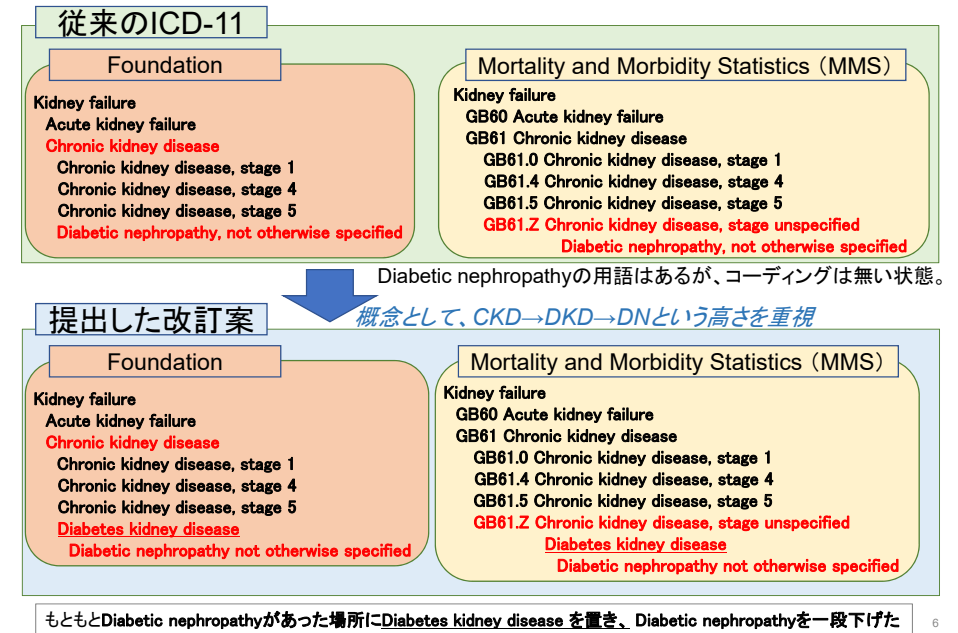 従来のICD-11
Foundation
Kidney failure
Acute kidney failure
Chronic kidney disease
Chronic kidney disease, stage 1
Chronic kidney disease, stage 4
Chronic kidney disease, stage 5
Diabetic nephropathy, not otherwise specified
Mortality and Morbidity Statistics（MMS）
Kidney failure
GB60 Acute kidney failure
GB61 Chronic kidney disease
GB61.0 Chronic kidney disease, stage 1
GB61.4 Chronic kidney disease, stage 4
GB61.5 Chronic kidney disease, stage 5
GB61.Z Chronic kidney disease, stage unspecified
Diabetic nephropathy, not otherwise specified
Diabetic nephropathyの用語はあるが、コーディングは無い状態。
概念として、CKD→DKD→DNという高さを重視
提出した改訂案
Foundation
Kidney failure
Acute kidney failure
Chronic kidney disease
Chronic kidney disease, stage 1
Chronic kidney disease, stage 4
Chronic kidney disease, stage 5
Diabetes kidney disease
Diabetic nephropathy not otherwise specified
Mortality and Morbidity Statistics（MMS）
Kidney failure
GB60 Acute kidney failure
GB61 Chronic kidney disease
GB61.0 Chronic kidney disease, stage 1
GB61.4 Chronic kidney disease, stage 4
GB61.5 Chronic kidney disease, stage 5
GB61.Z Chronic kidney disease, stage unspecified
Diabetes kidney disease
Diabetic nephropathy not otherwise specified
もともとDiabetic nephropathyがあった場所にDiabetes kidney disease を置き、Diabetic nephropathyを一段下げた
6